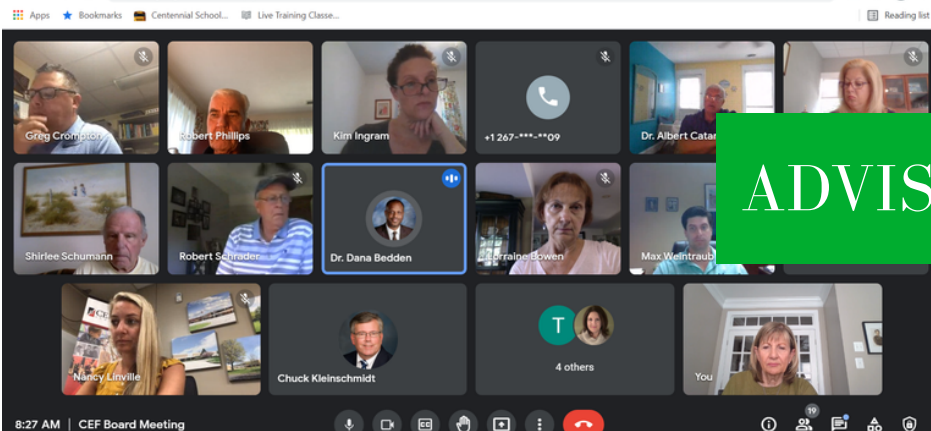 Apps Bookmarks Centennial School... Live Training Classe... Reading list
Greg Crompton
Robert Phillips
Kim Ingram
+1 267-***-**09
Dr. Albert Catar
ADVIS
Shirlee Schumann
Robert Schrader
Dr. Dana Bedden
Lorraine Bowen
Max Weintraub
Nancy Linville
Chuck Kleinschmidt
T
4 others
You
19
8:27 AM | CEF Board Meeting